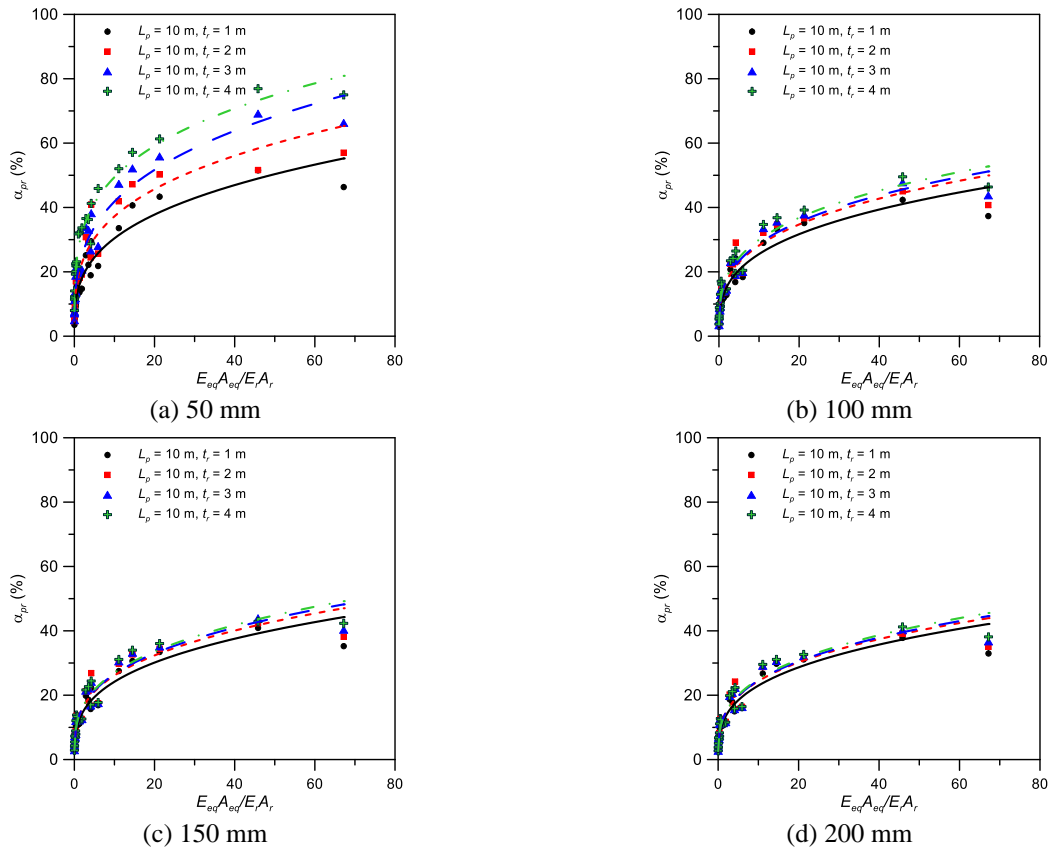 100
L_p = 10 m, t_r = 1 m
L_p = 10 m, t_r = 2 m
80
L_p = 10 m, t_r = 3 m
L_p = 10 m, t_r = 4 m
60
α_pr (%)
40
20
0
0 20 40 60 80
E_eqA_eq/E_rA_r
(a) 50 mm
100
L_p = 10 m, t_r = 1 m
L_p = 10 m, t_r = 2 m
80
L_p = 10 m, t_r = 3 m
L_p = 10 m, t_r = 4 m
60
α_pr (%)
40
20
0
0 20 40 60 80
E_eqA_eq/E_rA_r
(b) 100 mm
100
L_p = 10 m, t_r = 1 m
L_p = 10 m, t_r = 2 m
80
L_p = 10 m, t_r = 3 m
L_p = 10 m, t_r = 4 m
60
α_pr (%)
40
20
0
0 20 40 60 80
E_eqA_eq/E_rA_r
(c) 150 mm
100
L_p = 10 m, t_r = 1 m
L_p = 10 m, t_r = 2 m
80
L_p = 10 m, t_r = 3 m
L_p = 10 m, t_r = 4 m
60
α_pr (%)
40
20
0
0 20 40 60 80
E_eqA_eq/E_rA_r
(d) 200 mm